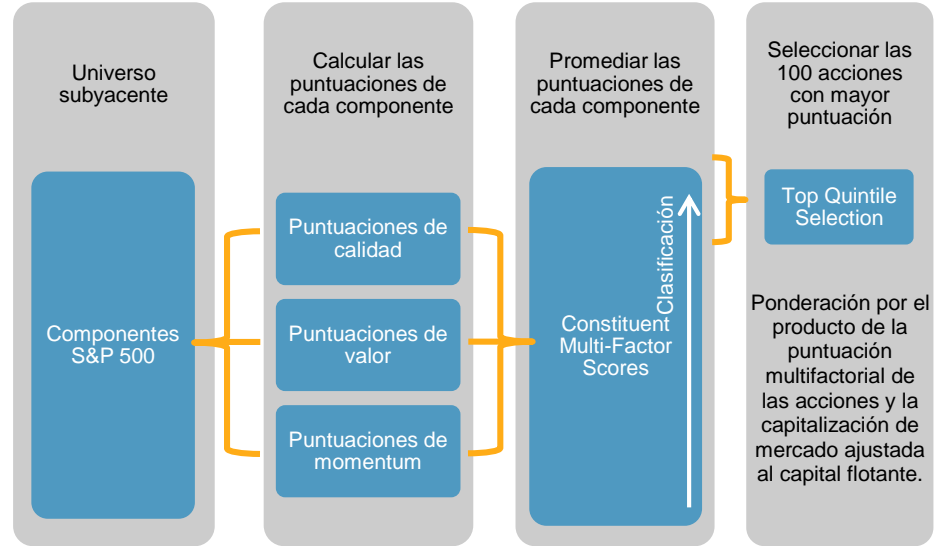 Universo
subyacente
Componentes
S&P 500
Calcular las
puntuaciones de
cada componente
Puntuaciones de
calidad
Puntuaciones de
valor
Puntuaciones de
momentum
Promediar las
puntuaciones de
cada componente
Clasificación
Constituent
Multi-Factor
Scores
Seleccionar las
100 acciones
con mayor
puntuación
Top Quintile
Selection
Ponderación por el
producto de la
puntuación
multifactorial de
las acciones y la
capitalización de
mercado ajustada
al capital flotante.